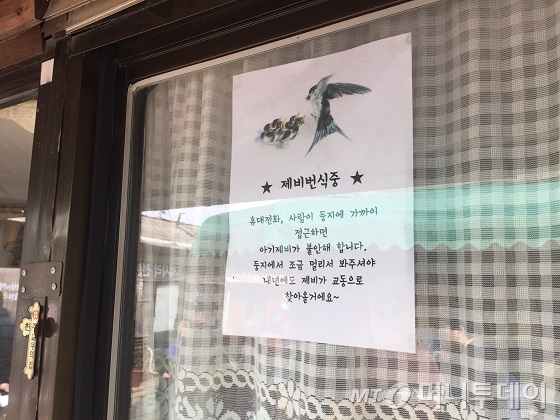 ★ 제비번식중 ★
휴대전화, 사람이 둥지에 가까이
접근하면
아기제비가 불안해 합니다.
둥지에서 조금 멀리서 봐주셔야
내년에도 제비가 교동으로
찾아올거에요~
MT 머니투데이